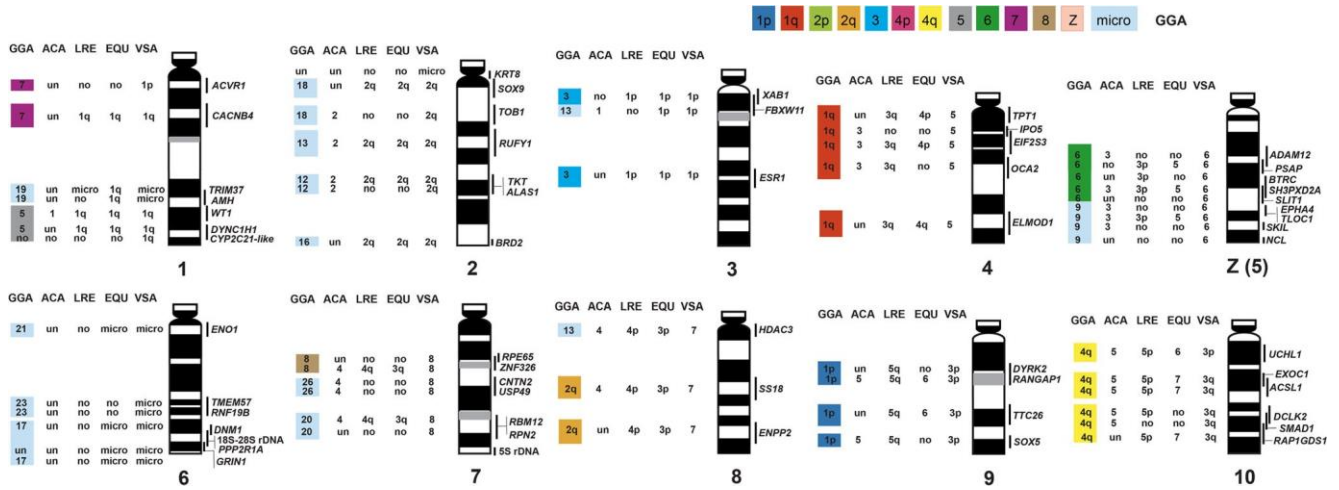 1p 1q 2p 2q 3 4p 4q 5 6 7 8 Z micro GGA
GGA ACA LRE EQU VSA
7 un no no 1p ACVR1
7 un 1q 1q 1q CACNB4
19 un micro 1q micro TRIM37
19 un no 1q micro AMH
5 1 1q 1q 1q WT1
5 un 1q 1q 1q DYNC1H1
no no no no 1q CYP2C21-like
1
GGA ACA LRE EQU VSA
un un no no micro KRT8
18 un 2q 2q 2q SOX9
18 2 no no 2q TOB1
13 2 2q 2q 2q RUFY1
12 2 2q 2q 2q TKT
12 2 no no 2q ALAS1
16 un 2q 2q 2q BRD2
2
GGA ACA LRE EQU VSA
3 no 1p 1p 1p XAB1
13 1 no 1p 1p FBXW11
3 un 1p 1p 1p ESR1
3
GGA ACA LRE EQU VSA
1q un 3q 4p 5 TPT1
1q 3 no no 5 IPO5
1q 3 3q 4p 5 EIF2S3
1q 3 3q no 5 OCA2
1q un 3q 4q 5 ELMOD1
4
GGA ACA LRE EQU VSA
6 3 no no 6 ADAM12
6 no 3p 5 6 PSAP
6 un 3p no 6 BTRC
6 3 3p 5 6 SH3PXD2A
6 un no no 6 SLIT1
9 3 no no 6 EPHA4
9 3 3p 5 6 TLOC1
9 3 no no 6 SKIL
9 un no no 6 NCL
Z (5)
GGA ACA LRE EQU VSA
21 un no micro micro ENO1
23 un no no micro TMEM57
23 un no no micro RNF19B
17 un no micro micro DNM1
18S-28S rDNA
un un no micro micro PPP2R1A
17 un no micro micro GRIN1
6
GGA ACA LRE EQU VSA
8 un no no 8 RPE65
8 4 4q 3q 8 ZNF326
26 4 no no 8 CNTN2
26 4 no no 8 USP49
20 4 4q 3q 8 RBM12
20 un no no 8 RPN2
5S rDNA
7
GGA ACA LRE EQU VSA
13 4 4p 3p 7 HDAC3
2q 4 4p 3p 7 SS18
2q un 4p 3p 7 ENPP2
8
GGA ACA LRE EQU VSA
1p un 5q no 3p DYRK2
1p 5 5q 6 3p RANGAP1
1p un 5q 6 3p TTC26
1p 5 5q no 3p SOX5
9
GGA ACA LRE EQU VSA
4q 5 5p 6 3p UCHL1
4q 5 5p 7 3q EXOC1
4q 5 5p 7 3q ACSL1
4q 5 5p no 3q DCLK2
4q 5 no no 3q SMAD1
4q un 5p 7 3q RAP1GDS1
10